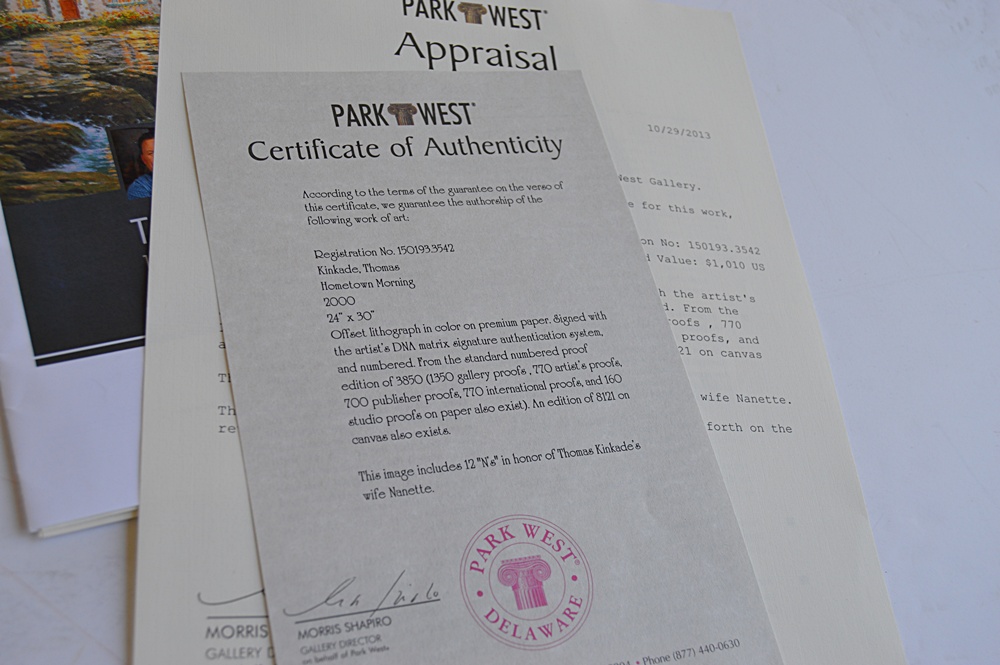 PARK WEST®
Appraisal
10/29/2013
West Gallery.
e for this work,
on No: 150193.3542
d Value: $1,010 US
h the artist's
d. From the
roofs , 770
proofs, and
21 on canvas
wife Nanette.
forth on the
T
a
Th
Th
re
MORRIS
GALLERY D
PARK WEST®
Certificate of Authenticity
According to the terms of the guarantee on the verso of
this certificate, we guarantee the authorship of the
following work of art:
Registration No. 150193.3542
Kinkade, Thomas
Hometown Morning
2000
24" x 30"
Offset lithograph in color on premium paper. Signed with
the artist's DNA matrix signature authentication system,
and numbered. From the standard numbered proof
edition of 3850 (1350 gallery proofs , 770 artist's proofs,
700 publisher proofs, 770 international proofs, and 160
studio proofs on paper also exist). An edition of 8121 on
canvas also exists.
This image includes 12 "N's" in honor of Thomas Kinkade's
wife Nanette.
PARK WEST®
• DELAWARE •
MORRIS SHAPIRO
GALLERY DIRECTOR
on behalf of Park West
• Phone (877) 440-0630